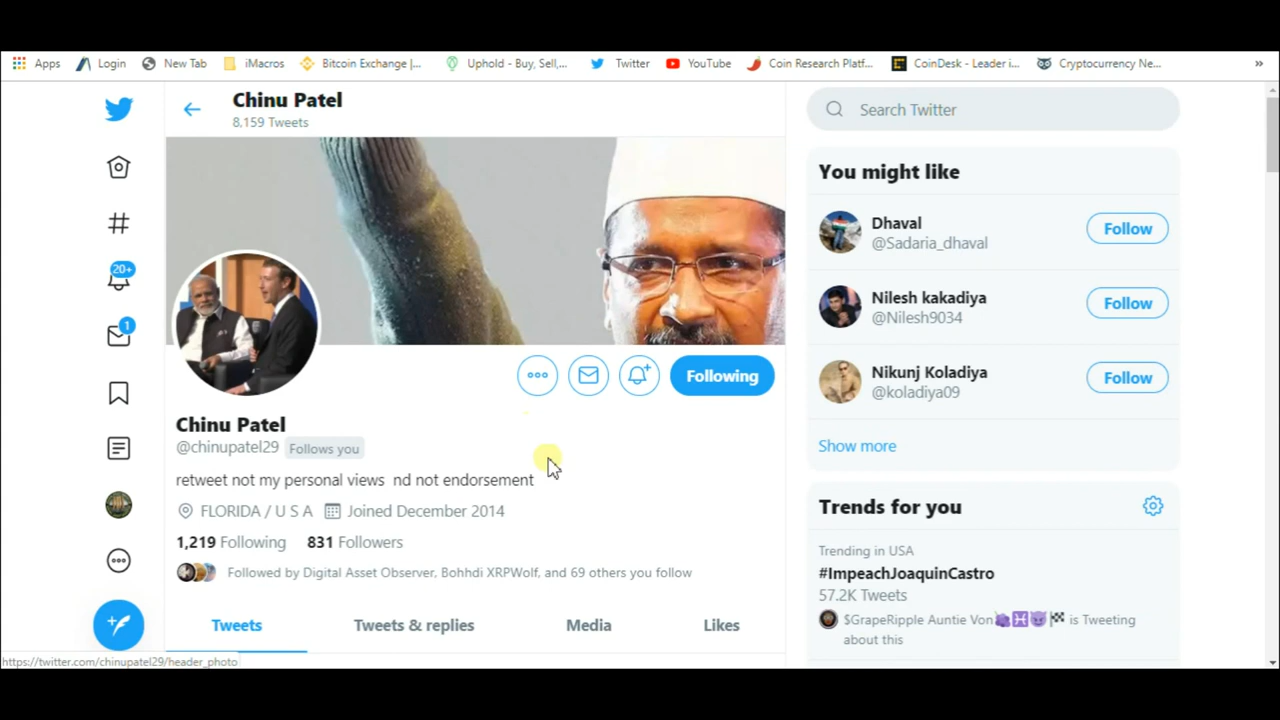 Apps Login New Tab iMacros Bitcoin Exchange |... Uphold - Buy, Sell,... Twitter YouTube Coin Research Platf... CoinDesk - Leader i... Cryptocurrency Ne... »
Chinu Patel
8,159 Tweets
Search Twitter
You might like
Dhaval
@Sadaria_dhaval
Follow
Nilesh kakadiya
@Nilesh9034
Follow
Nikunj Koladiya
@koladiya09
Follow
Show more
20+
1
Following
Chinu Patel
@chinupatel29 Follows you
retweet not my personal views nd not endorsement
FLORIDA / U S A Joined December 2014
1,219 Following 831 Followers
Followed by Digital Asset Observer, Bohhdi XRPWolf, and 69 others you follow
Tweets Tweets & replies Media Likes
Trends for you
Trending in USA
#ImpeachJoaquinCastro
57.2K Tweets
$GrapeRipple Auntie Von🍇♓😈🏁 is Tweeting
about this
https://twitter.com/chinupatel29/header_photo